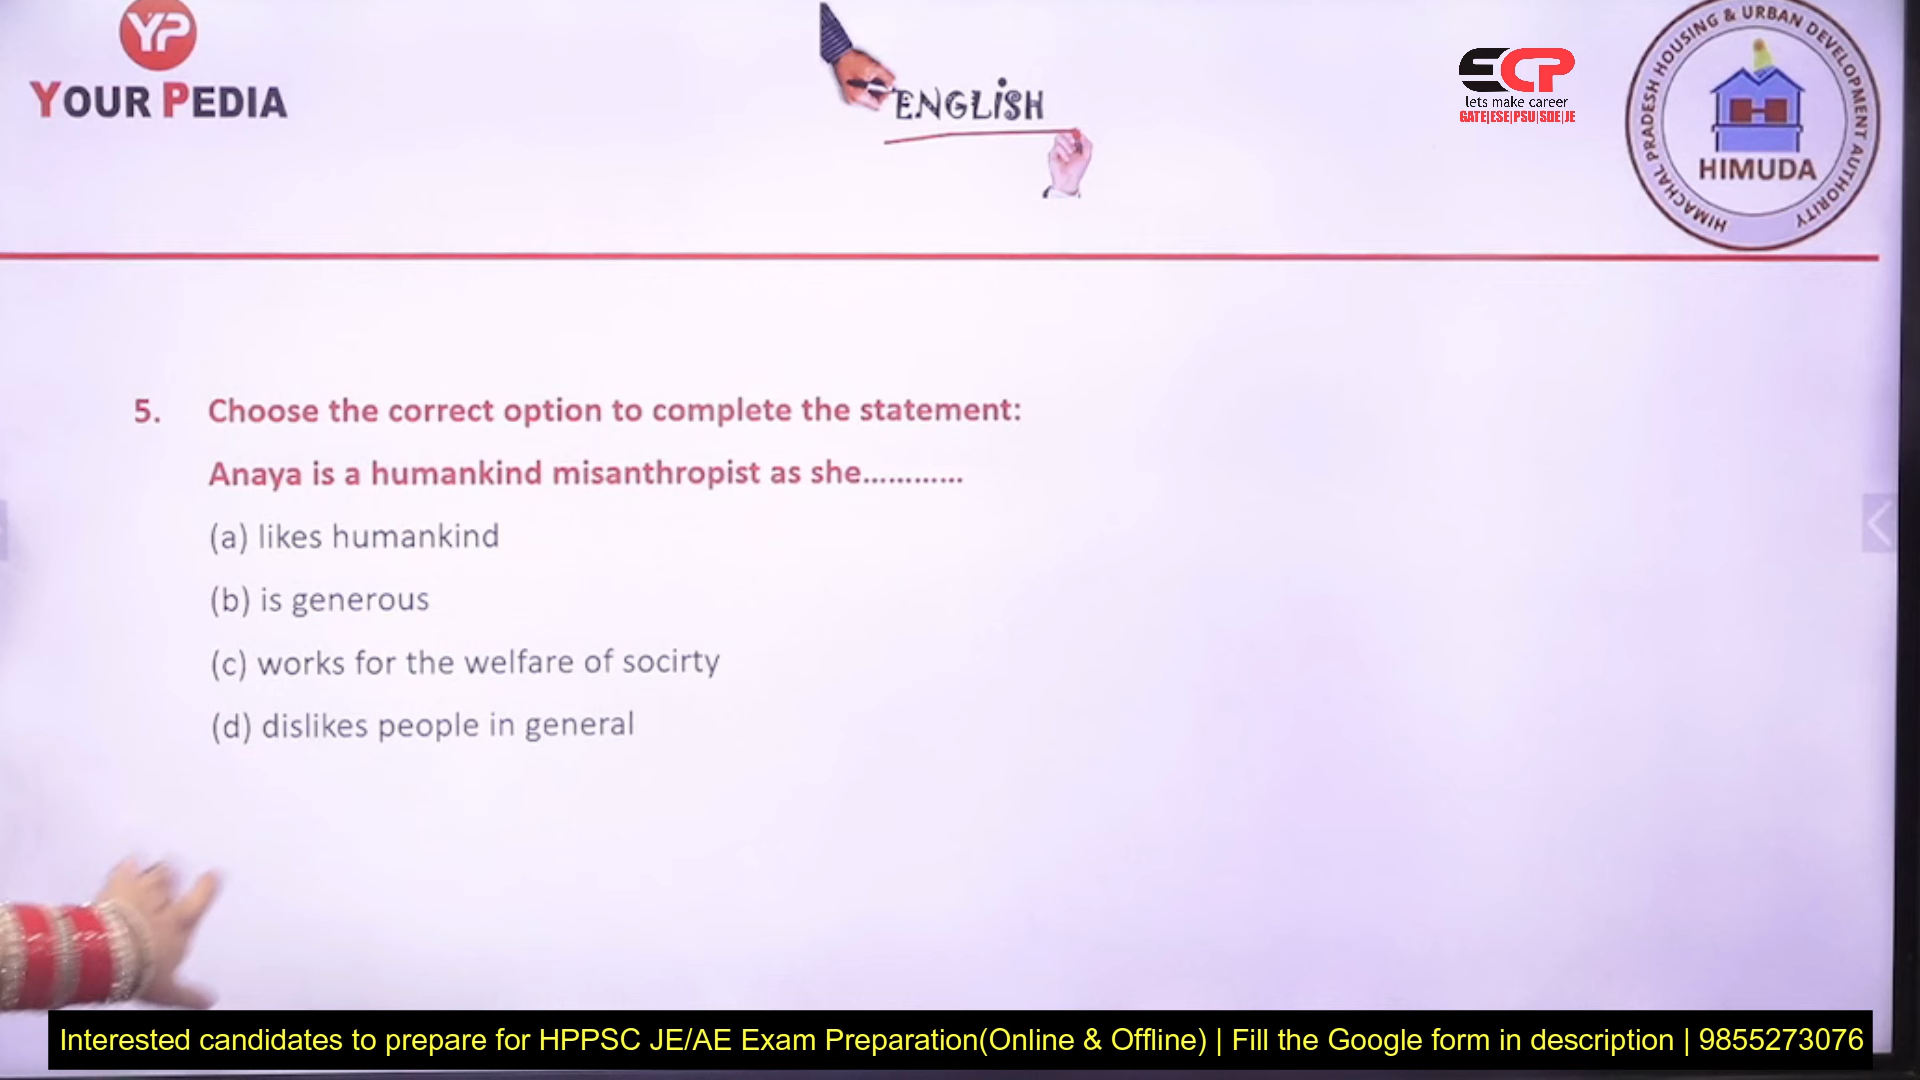 YP
YOUR PEDIA
ENGLiSH
ECP
lets make career
GATE|ESE|PSU|SDE|JE
HIMACHAL PRADESH HOUSING & URBAN DEVELOPMENT AUTHORITY
HIMUDA
5. Choose the correct option to complete the statement:
Anaya is a humankind misanthropist as she............
(a) likes humankind
(b) is generous
(c) works for the welfare of socirty
(d) dislikes people in general
Interested candidates to prepare for HPPSC JE/AE Exam Preparation(Online & Offline) | Fill the Google form in description | 9855273076